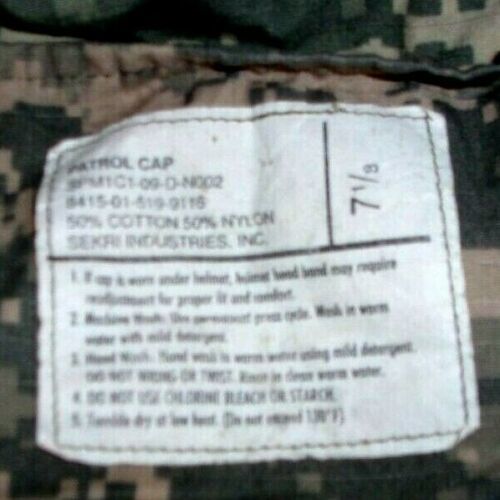 PATROL CAP
SPM1C1-09-D-N002
8415-01-519-9116
50% COTTON 50% NYLON
SEKRI INDUSTRIES, INC.
7 1/8
1. If cap is worn under helmet, helmet head band may require
readjustment for proper fit and comfort.
2. Machine Wash: Use permanent press cycle. Wash in warm
water with mild detergent.
3. Hand Wash: Hand wash in warm water using mild detergent.
DO NOT WRING OR TWIST. Rinse in clean warm water.
4. DO NOT USE CHLORINE BLEACH OR STARCH.
5. Tumble dry at low heat. (Do not exceed 130°F)